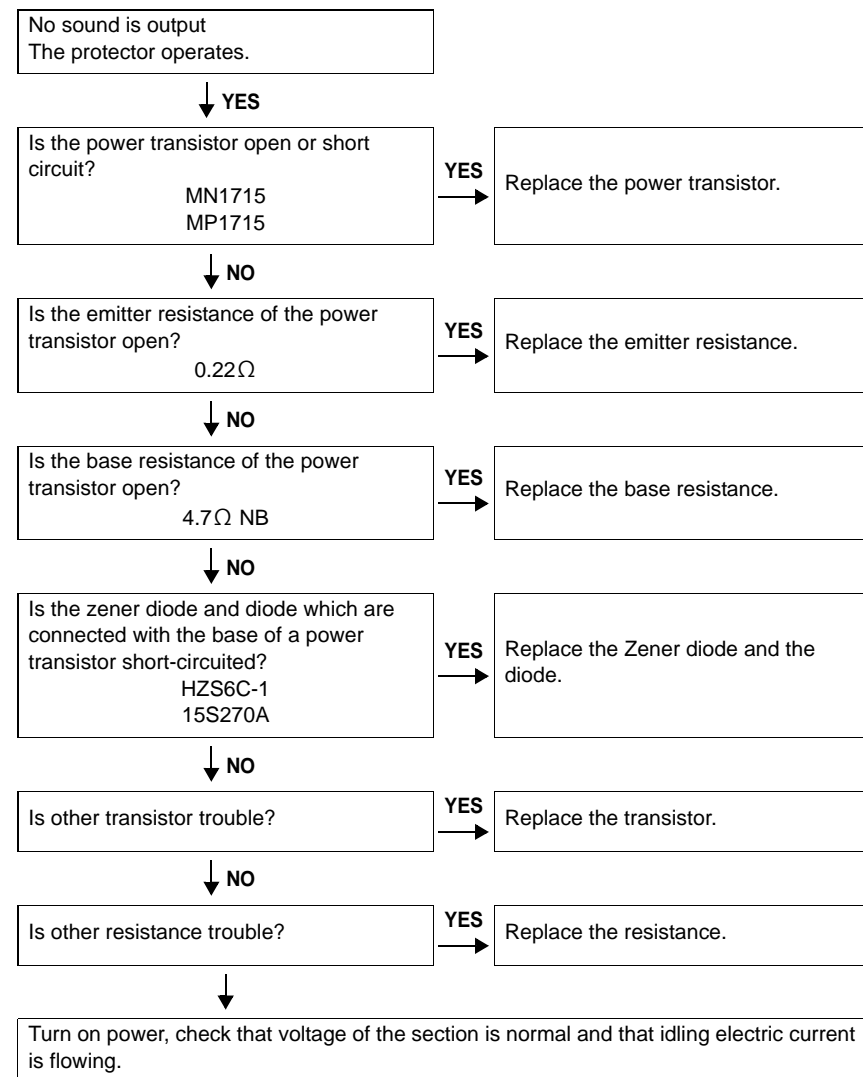 No sound is output
The protector operates.
YES
Is the power transistor open or short
circuit?
MN1715
MP1715
YES
Replace the power transistor.
NO
Is the emitter resistance of the power
transistor open?
0.22Ω
YES
Replace the emitter resistance.
NO
Is the base resistance of the power
transistor open?
4.7Ω NB
YES
Replace the base resistance.
NO
Is the zener diode and diode which are
connected with the base of a power
transistor short-circuited?
HZS6C-1
15S270A
YES
Replace the Zener diode and the
diode.
NO
Is other transistor trouble?
YES
Replace the transistor.
NO
Is other resistance trouble?
YES
Replace the resistance.
Turn on power, check that voltage of the section is normal and that idling electric current
is flowing.